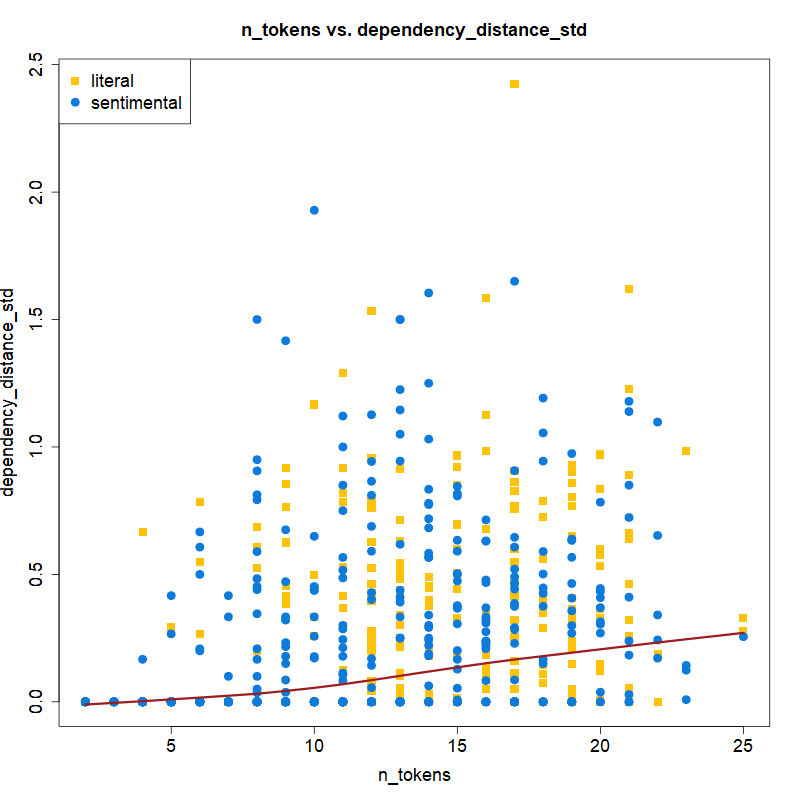 n_tokens vs. dependency_distance_std
literal
sentimental
dependency_distance_std
2.5
2.0
1.5
1.0
0.5
0.0
5 10 15 20 25
n_tokens